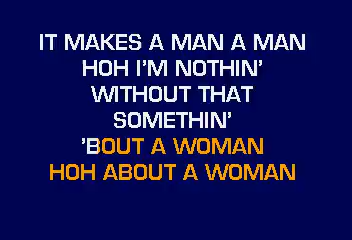 IT MAKES A MAN A MAN
HOH I'M NOTHIN'
WITHOUT THAT
SOMETHIN'
'BOUT A WOMAN
HOH ABOUT A WOMAN